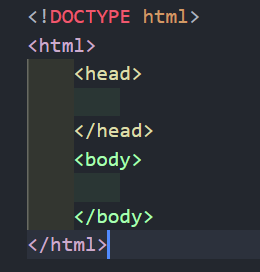 <!DOCTYPE html>
<html>
    <head>

    </head>
    <body>

    </body>
</html>